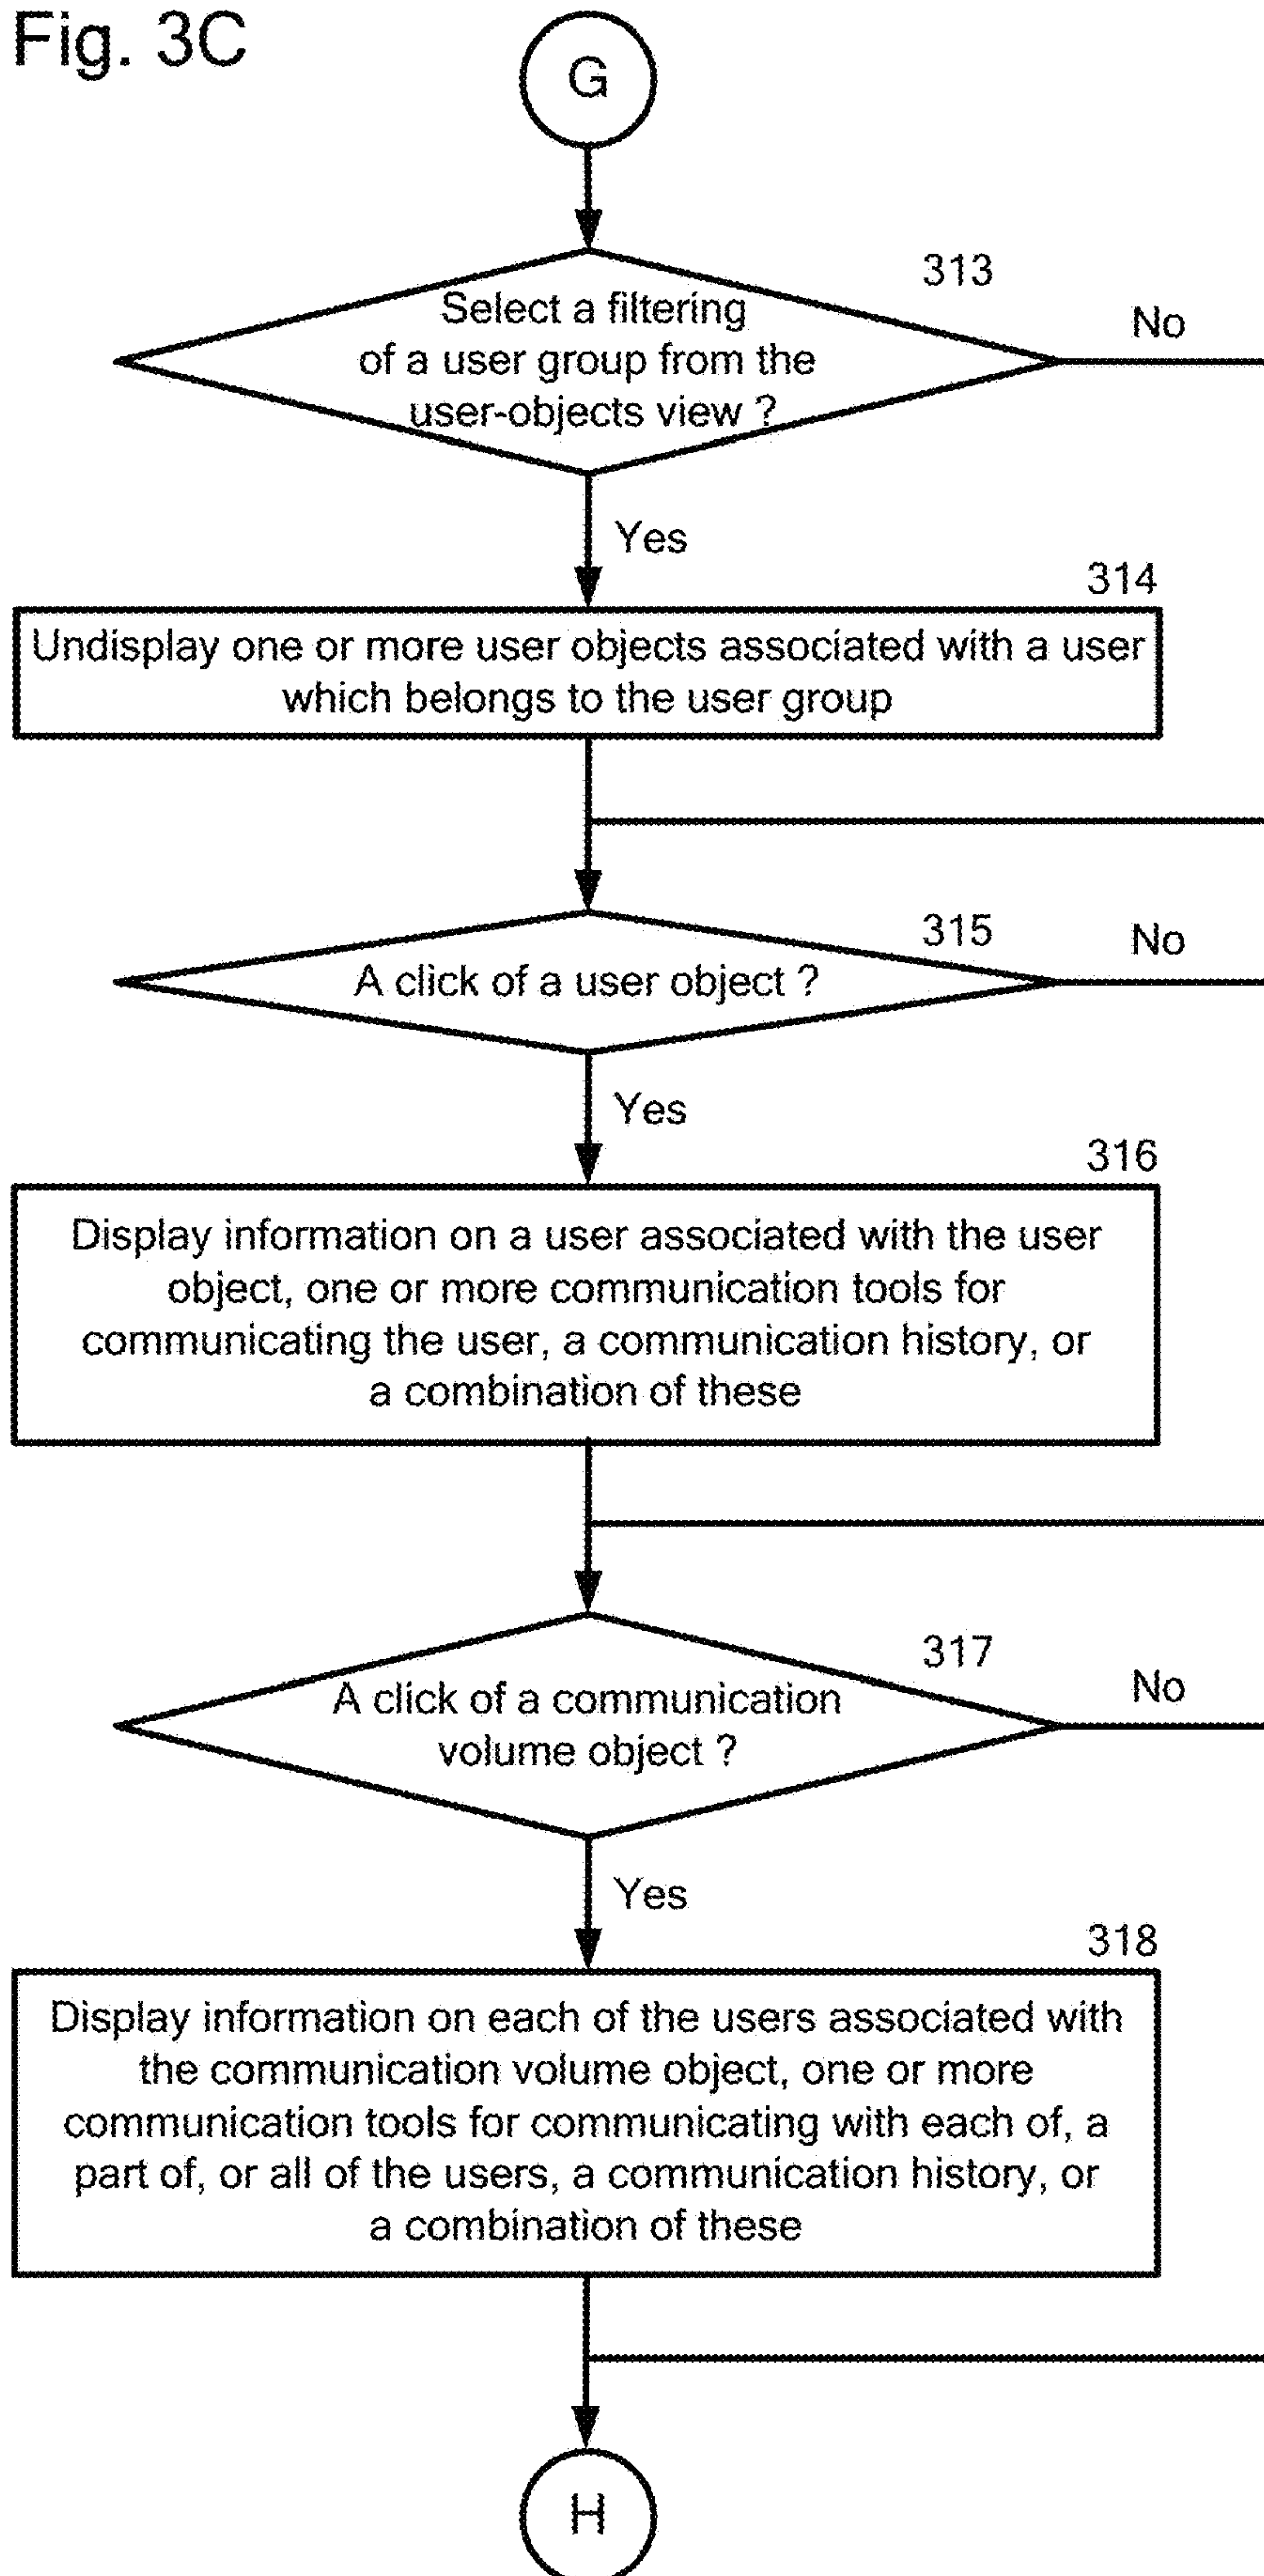 Fig. 3C
G
313
Select a filtering
of a user group from the
user-objects view ?
No
Yes
314
Undisplay one or more user objects associated with a user
which belongs to the user group
315
A click of a user object ?
No
Yes
316
Display information on a user associated with the user
object, one or more communication tools for
communicating the user, a communication history, or
a combination of these
317
A click of a communication
volume object ?
No
Yes
318
Display information on each of the users associated with
the communication volume object, one or more
communication tools for communicating with each of, a
part of, or all of the users, a communication history, or
a combination of these
H